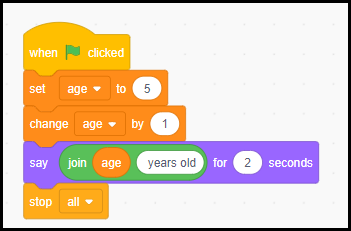 when clicked
set age to 5
change age by 1
say join age years old for 2 seconds
stop all